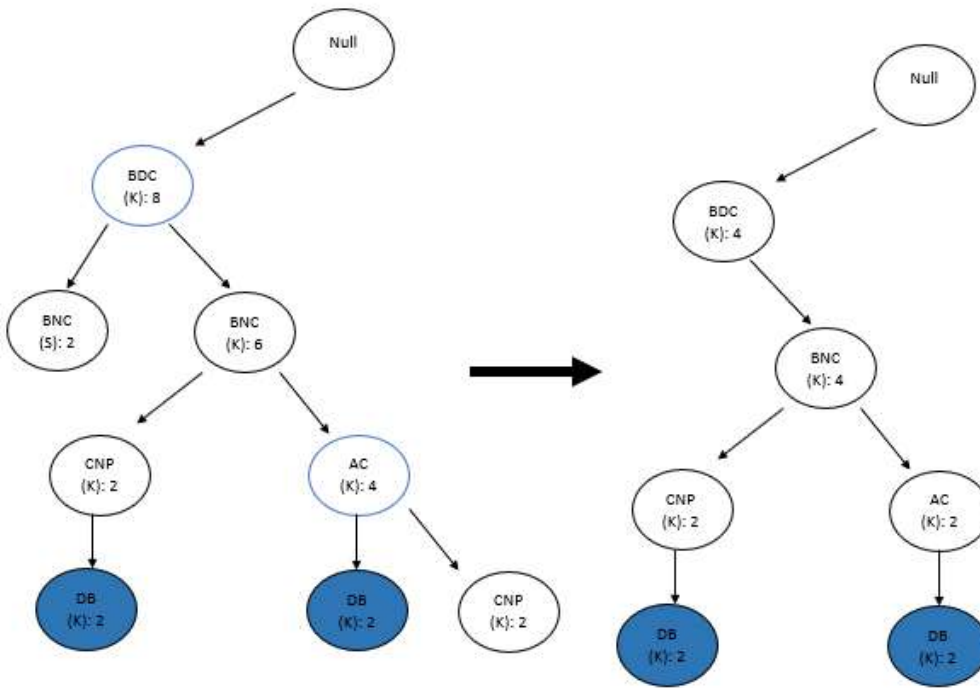 Null
BDC
(K): 8
BNC
(S): 2
BNC
(K): 6
CNP
(K): 2
AC
(K): 4
DB
(K): 2
DB
(K): 2
CNP
(K): 2
Null
BDC
(K): 4
BNC
(K): 4
CNP
(K): 2
AC
(K): 2
DB
(K): 2
DB
(K): 2